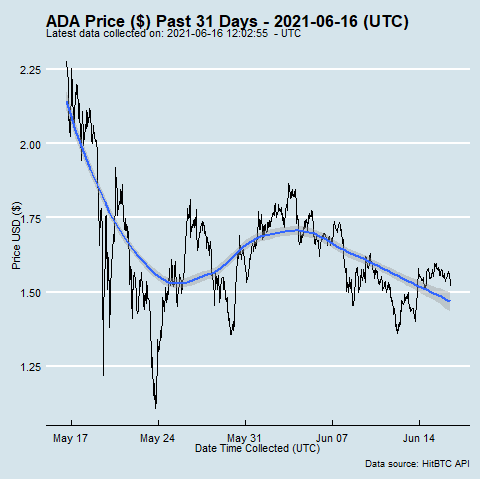 ADA Price ($) Past 31 Days - 2021-06-16 (UTC)
Latest data collected on: 2021-06-16 12:02:55 - UTC
Price USD ($)
2.25
2.00
1.75
1.50
1.25
May 17 May 24 May 31 Jun 07 Jun 14
Date Time Collected (UTC)
Data source: HitBTC API